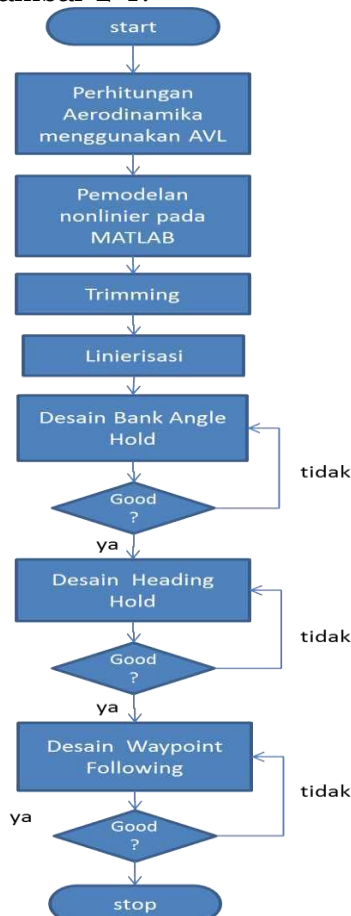 start
Perhitungan
Aerodinamika
menggunakan AVL
Pemodelan
nonlinier pada
MATLAB
Trimming
Linierisasi
Desain Bank Angle
Hold
tidak
Good
?
ya
Desain Heading
Hold
tidak
Good
?
ya
Desain Waypoint
Following
tidak
ya
Good
?
stop